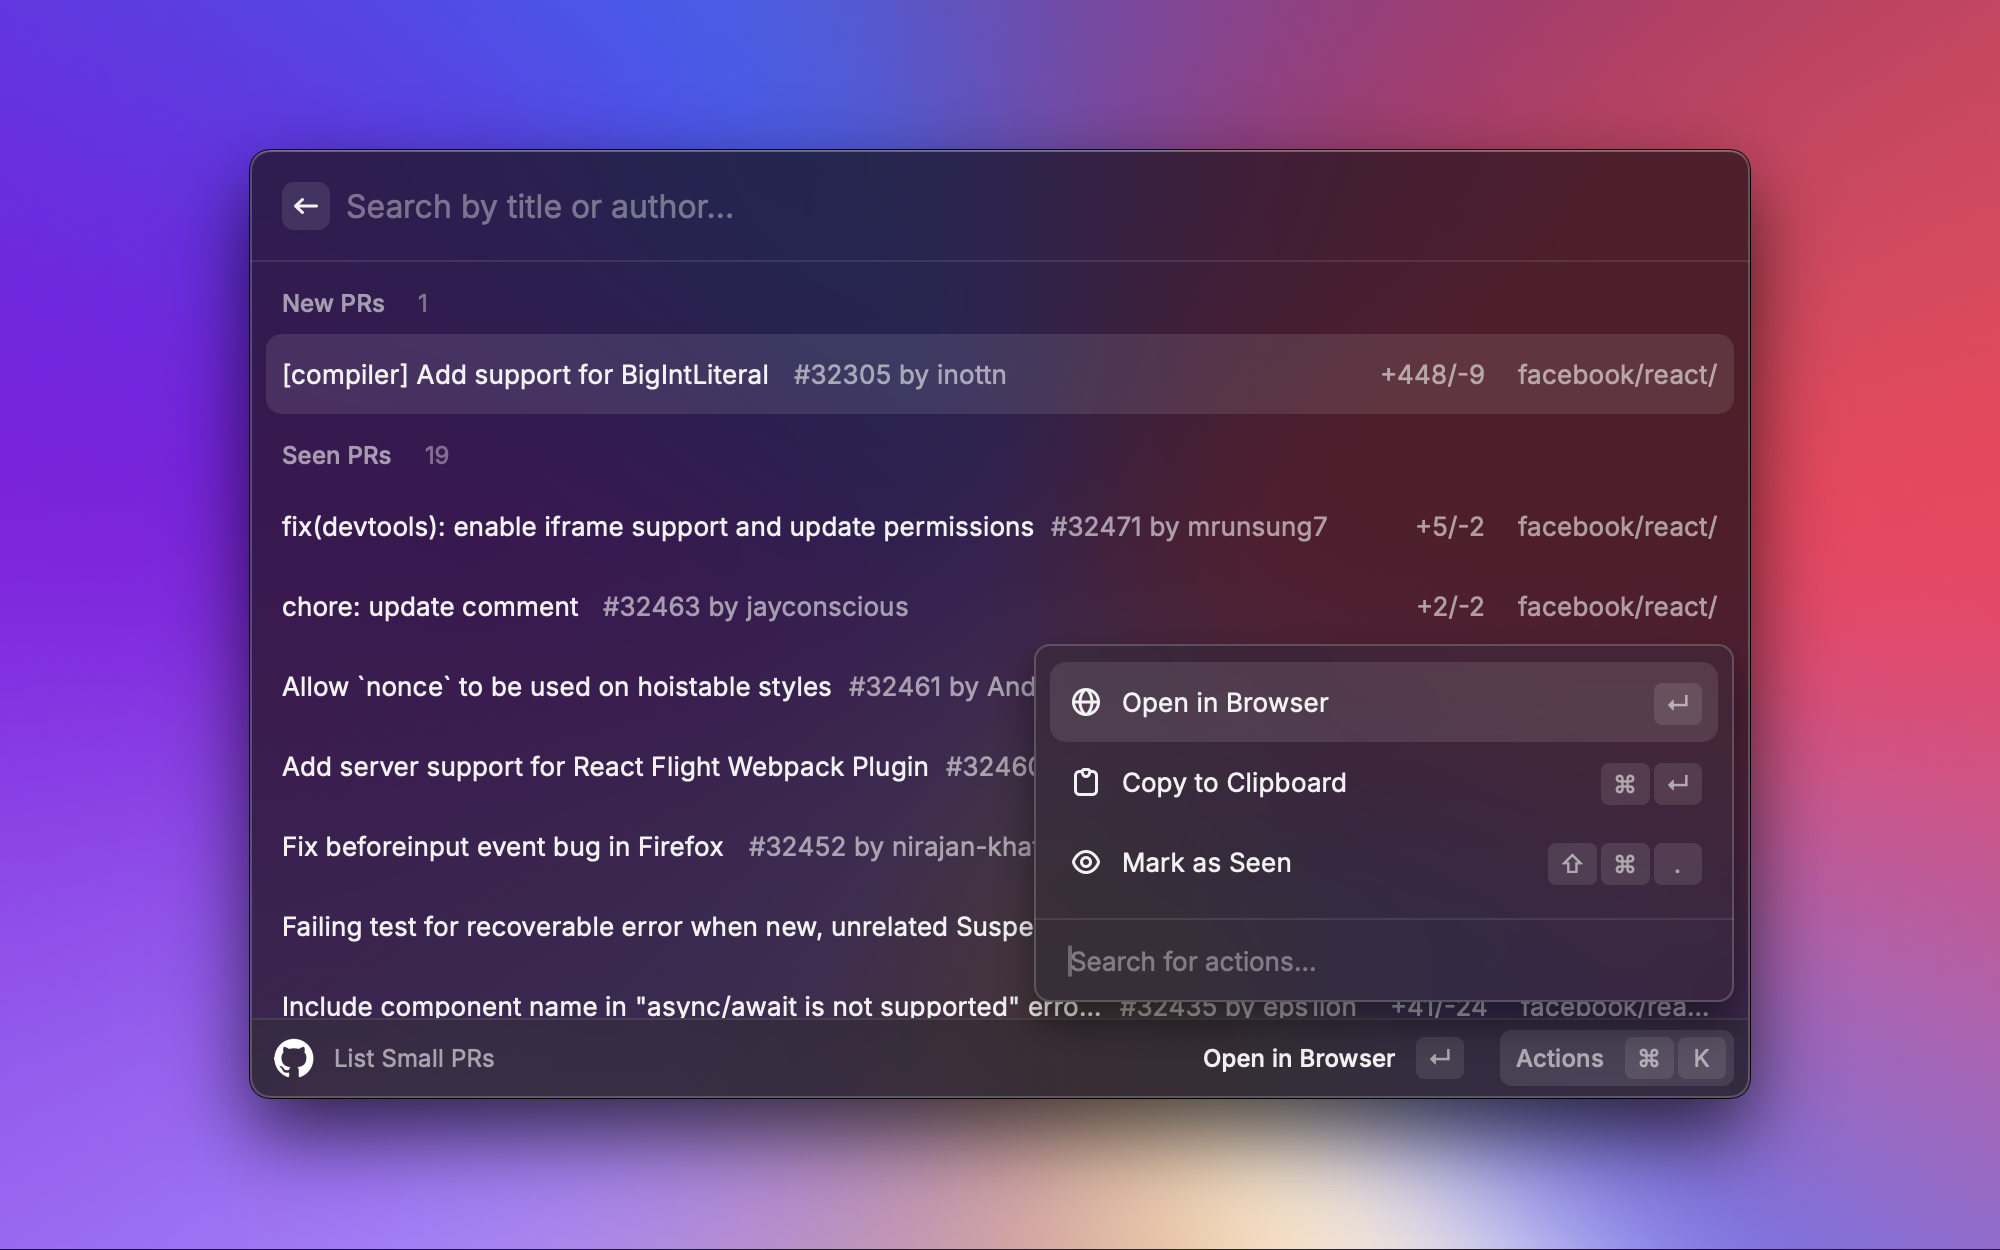 Search by title or author...
New PRs 1
[compiler] Add support for BigIntLiteral #32305 by inottn +448/-9 facebook/react/
Seen PRs 19
fix(devtools): enable iframe support and update permissions #32471 by mrunsung7 +5/-2 facebook/react/
chore: update comment #32463 by jayconscious +2/-2 facebook/react/
Allow `nonce` to be used on hoistable styles #32461 by And
Add server support for React Flight Webpack Plugin #32460
Fix beforeinput event bug in Firefox #32452 by nirajan-khat
Failing test for recoverable error when new, unrelated Suspe
Include component name in "async/await is not supported" erro... #32435 by epsilon +41/-24 facebook/rea...
Open in Browser ↵
Copy to Clipboard ⌘ ↵
Mark as Seen ⇧ ⌘ .
Search for actions...
List Small PRs Open in Browser ↵ Actions ⌘ K